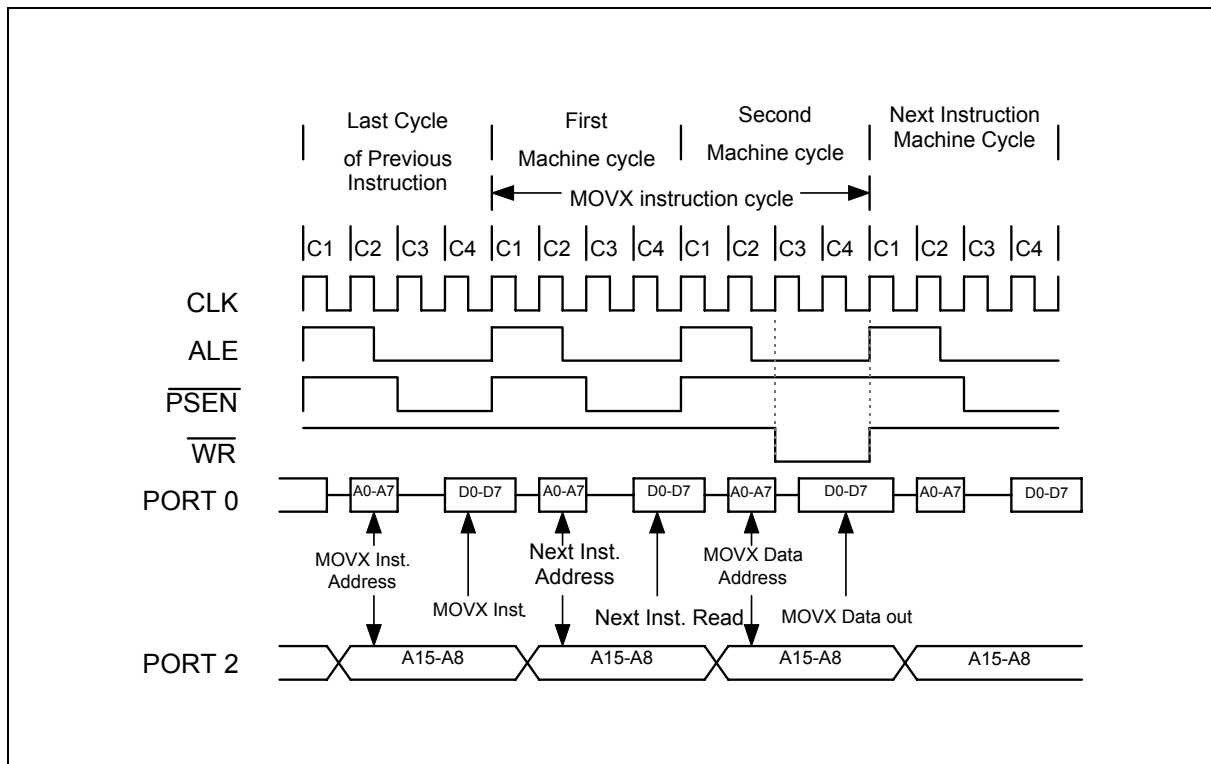 Last Cycle
of Previous
Instruction
First
Machine cycle
Second
Machine cycle
Next Instruction
Machine Cycle
MOVX instruction cycle
C1 C2 C3 C4 C1 C2 C3 C4 C1 C2 C3 C4 C1 C2 C3 C4
CLK
ALE
PSEN
WR
PORT 0
A0-A7 D0-D7 A0-A7 D0-D7 A0-A7 D0-D7 A0-A7 D0-D7
MOVX Inst.
Address
MOVX Inst.
Next Inst.
Address
Next Inst. Read
MOVX Data
Address
MOVX Data out
PORT 2
A15-A8 A15-A8 A15-A8 A15-A8